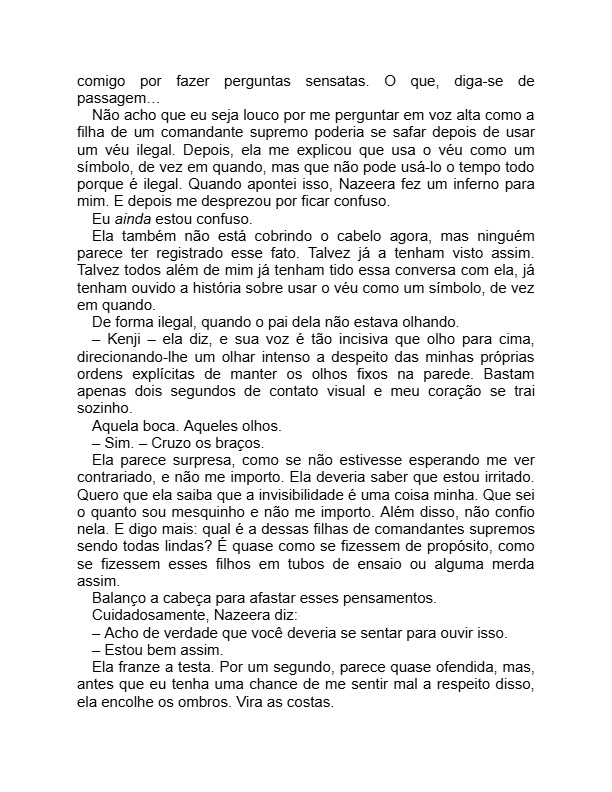 comigo por fazer perguntas sensatas. O que, diga-se de
passagem…
Não acho que eu seja louco por me perguntar em voz alta como a
filha de um comandante supremo poderia se safar depois de usar
um véu ilegal. Depois, ela me explicou que usa o véu como um
símbolo, de vez em quando, mas que não pode usá-lo o tempo todo
porque é ilegal. Quando apontei isso, Nazeera fez um inferno para
mim. E depois me desprezou por ficar confuso.
Eu ainda estou confuso.
Ela também não está cobrindo o cabelo agora, mas ninguém
parece ter registrado esse fato. Talvez já a tenham visto assim.
Talvez todos além de mim já tenham tido essa conversa com ela, já
tenham ouvido a história sobre usar o véu como um símbolo, de vez
em quando.
De forma ilegal, quando o pai dela não estava olhando.
– Kenji – ela diz, e sua voz é tão incisiva que olho para cima,
direcionando-lhe um olhar intenso a despeito das minhas próprias
ordens explícitas de manter os olhos fixos na parede. Bastam
apenas dois segundos de contato visual e meu coração se trai
sozinho.
Aquela boca. Aqueles olhos.
– Sim. – Cruzo os braços.
Ela parece surpresa, como se não estivesse esperando me ver
contrariado, e não me importo. Ela deveria saber que estou irritado.
Quero que ela saiba que a invisibilidade é uma coisa minha. Que sei
o quanto sou mesquinho e não me importo. Além disso, não confio
nela. E digo mais: qual é a dessas filhas de comandantes supremos
sendo todas lindas? É quase como se fizessem de propósito, como
se fizessem esses filhos em tubos de ensaio ou alguma merda
assim.
Balanço a cabeça para afastar esses pensamentos.
Cuidadosamente, Nazeera diz:
– Acho de verdade que você deveria se sentar para ouvir isso.
– Estou bem assim.
Ela franze a testa. Por um segundo, parece quase ofendida, mas,
antes que eu tenha uma chance de me sentir mal a respeito disso,
ela encolhe os ombros. Vira as costas.